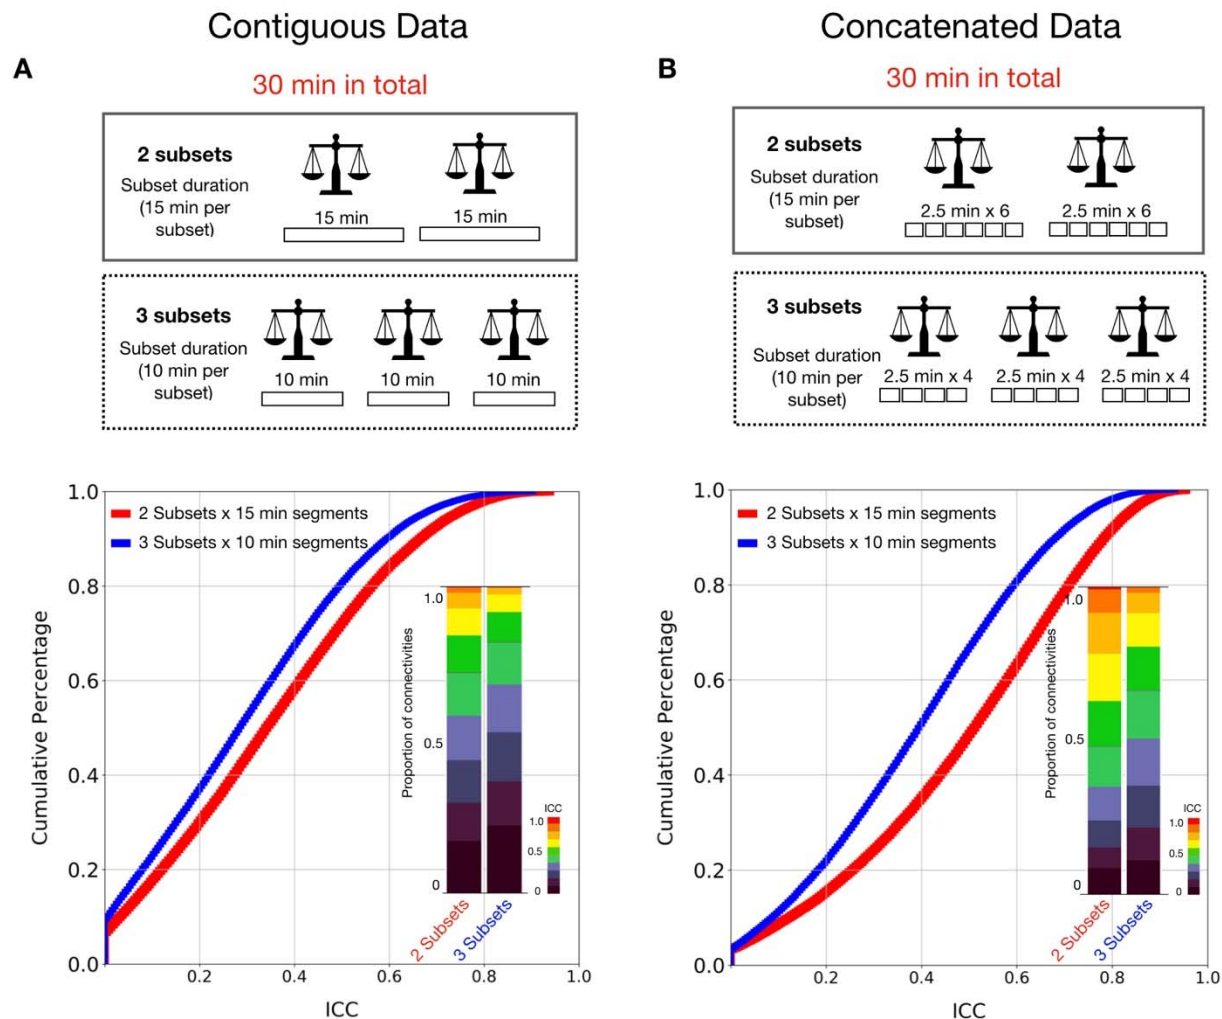 Contiguous Data
A
30 min in total
2 subsets
Subset duration
(15 min per
subset)
15 min
15 min
3 subsets
Subset duration
(10 min per
subset)
10 min
10 min
10 min
1.0
0.8
0.6
0.4
0.2
0.0
Cumulative Percentage
2 Subsets x 15 min segments
3 Subsets x 10 min segments
Proportion of connectivities
1.0
0.5
0
ICC
1.0
0.5
0
2 Subsets
3 Subsets
0.2
0.4
0.6
0.8
1.0
ICC
Concatenated Data
B
30 min in total
2 subsets
Subset duration
(15 min per
subset)
2.5 min x 6
2.5 min x 6
3 subsets
Subset duration
(10 min per
subset)
2.5 min x 4
2.5 min x 4
2.5 min x 4
1.0
0.8
0.6
0.4
0.2
0.0
Cumulative Percentage
2 Subsets x 15 min segments
3 Subsets x 10 min segments
Proportion of connectivities
1.0
0.5
0
ICC
1.0
0.5
0
2 Subsets
3 Subsets
0.2
0.4
0.6
0.8
1.0
ICC